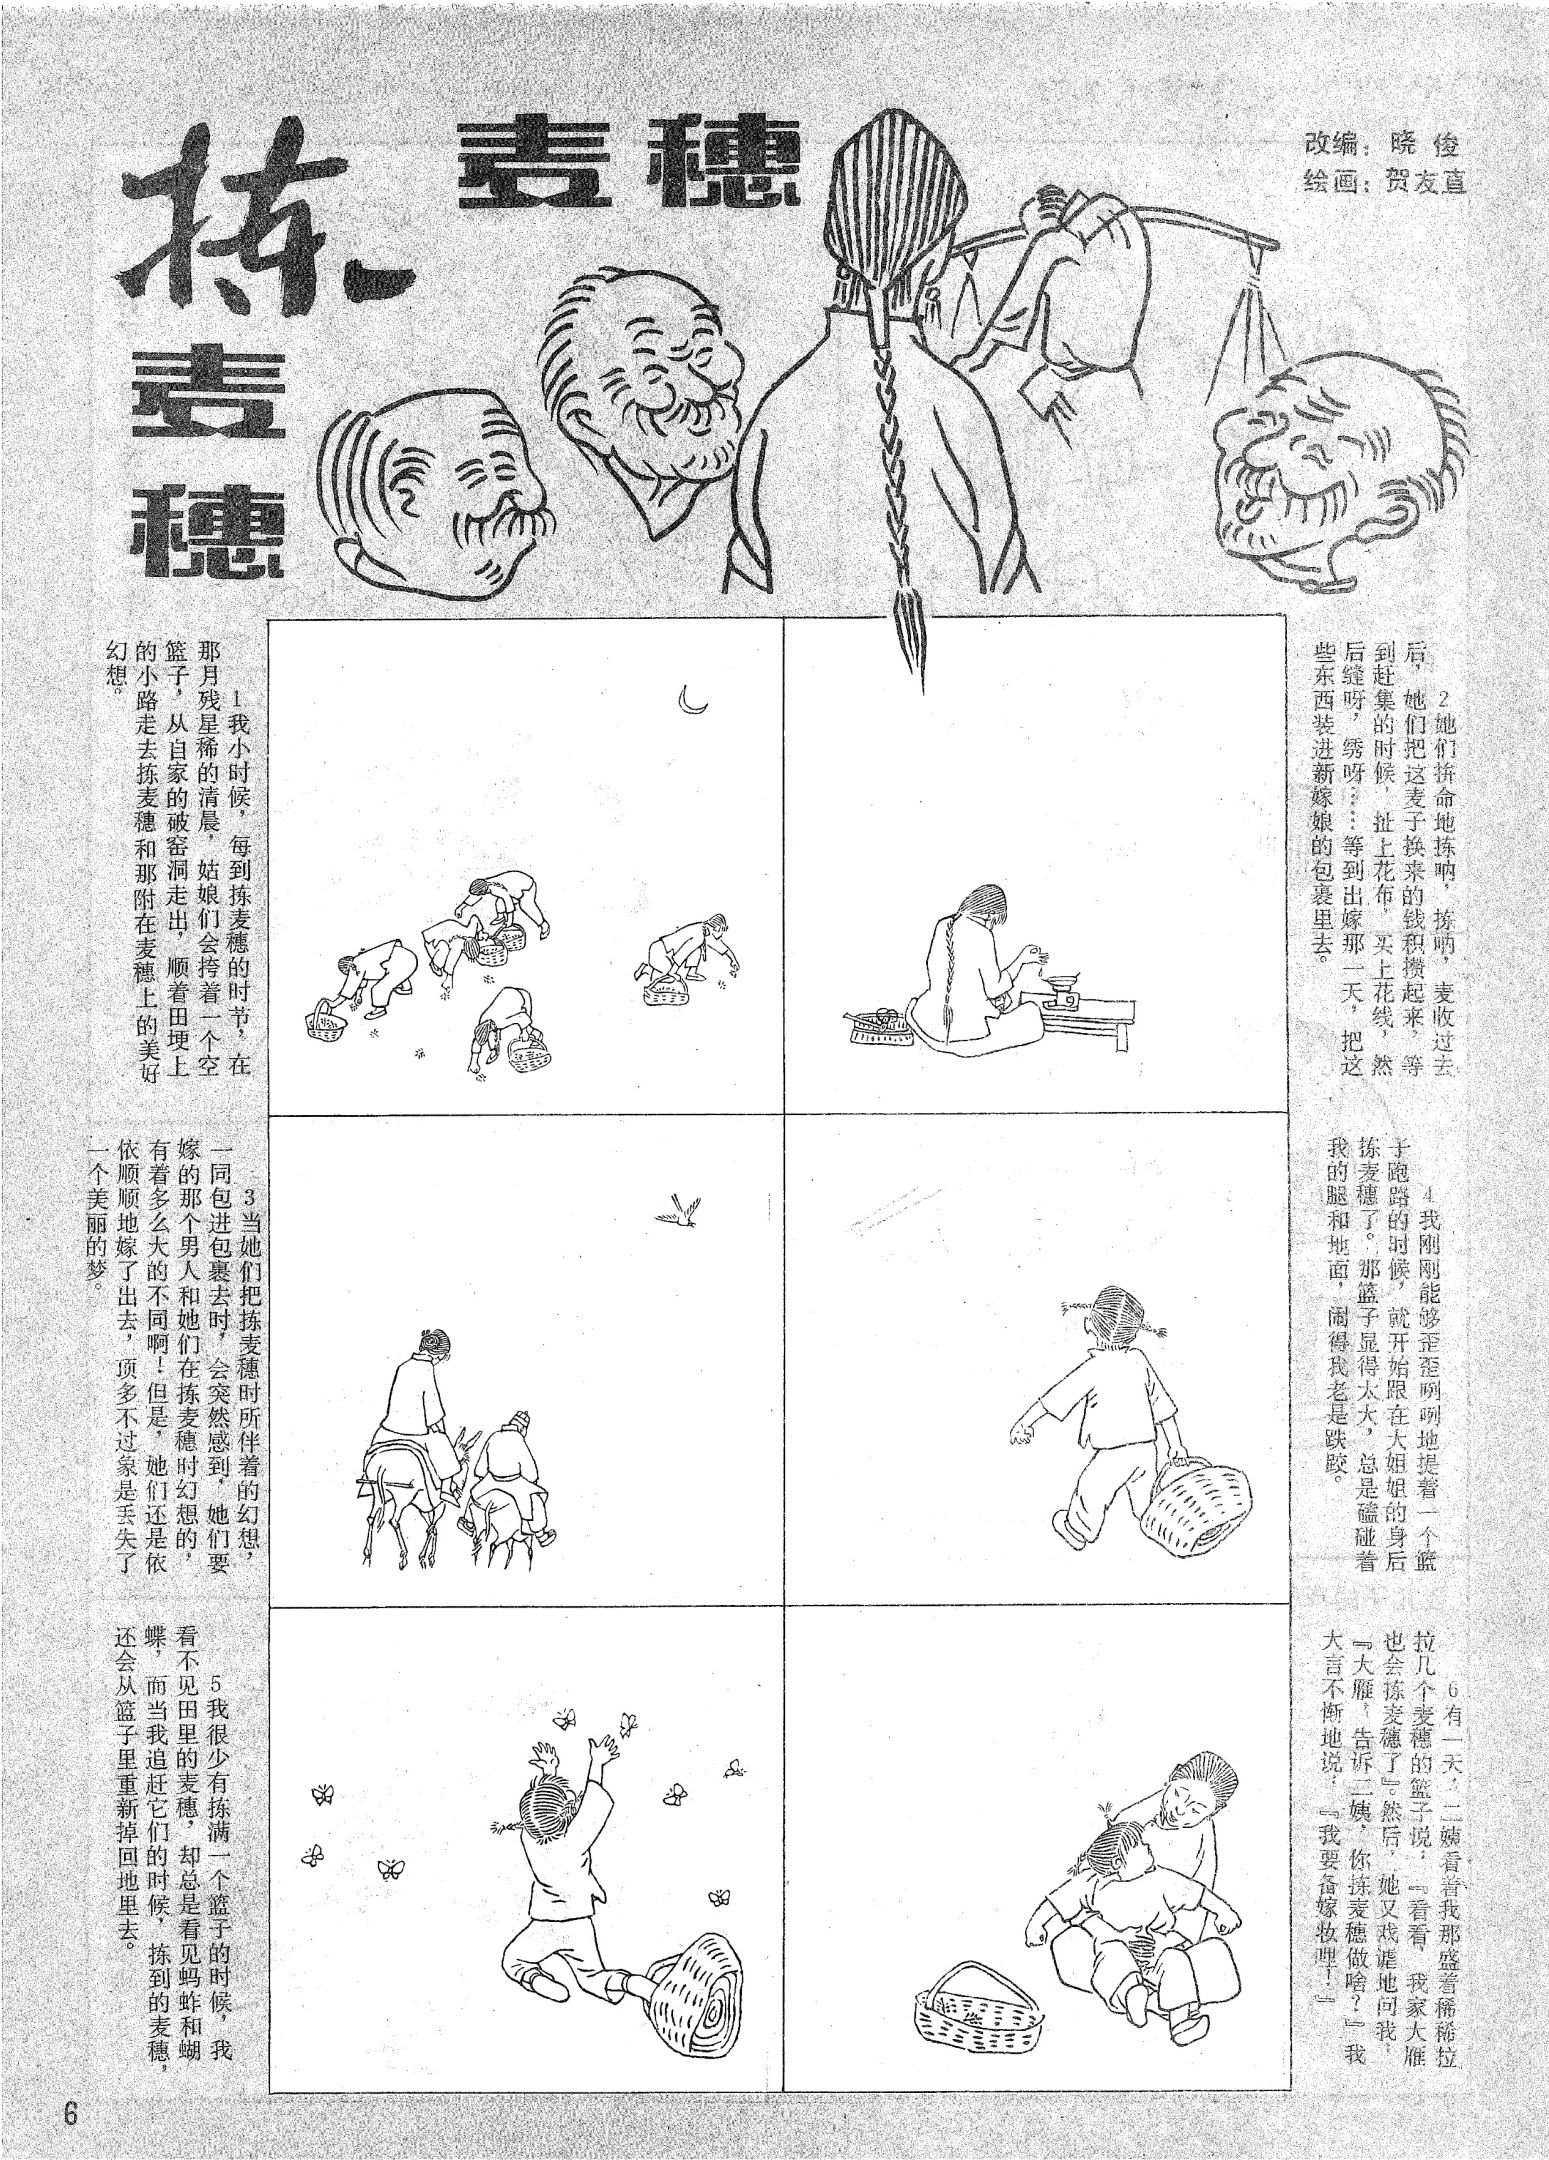 拣麦穗
麦穗
改编：晓俊
绘画：贺友直
1我小时候，每到拣麦穗的时节，在
那月残星稀的清晨，姑娘们会挎着一个空
篮子，从自家的破窑洞走出，顺着田埂上
的小路走去拣麦穗和那附在麦穗上的美好
幻想。
2她们拚命地拣呐，拣呐，麦收过去
后，她们把这麦子换来的钱积攒起来，等
到赶集的时候，扯上花布，买上花线，然
后缝呀，绣呀……等到出嫁那一天，把这
些东西装进新嫁娘的包裹里去。
3当她们把拣麦穗时所伴着的幻想，
一同包进包裹去时，会突然感到，她们要
嫁的那个男人和她们在拣麦穗时幻想的，
有着多么大的不同啊！但是，她们还是依
依顺顺地嫁了出去，顶多不过象是丢失了
一个美丽的梦。
4我刚刚能够歪歪咧咧地提着一个篮
子跑路的时候，就开始跟在大姐姐的身后
拣麦穗了。那篮子显得太大，总是磕碰着
我的腿和地面，闹得我老是跌跤。
5我很少有拣满一个篮子的时候，我
看不见田里的麦穗，却总是看见蚂蚱和蝴
蝶，而当我追赶它们的时候，拣到的麦穗，
还会从篮子里重新掉回地里去。
6有一天，二姨看着我那盛着稀稀拉
拉几个麦穗的篮子说，『看看，我家大雁
也会拣麦穗了』。然后，她又戏谑地问我，
『大雁，告诉二姨，你拣麦穗做啥？』我
大言不惭地说，『我要备嫁妆哩！』
6